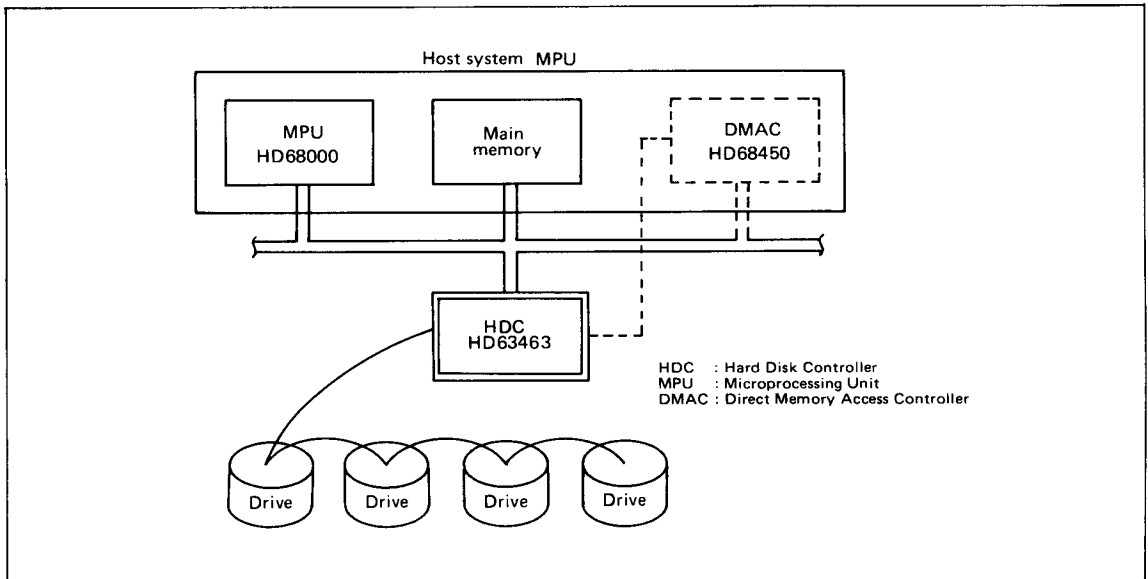 Host system MPU
MPU
HD68000
Main
memory
DMAC
HD68450
HDC
HD63463
HDC : Hard Disk Controller
MPU : Microprocessing Unit
DMAC : Direct Memory Access Controller
Drive
Drive
Drive
Drive